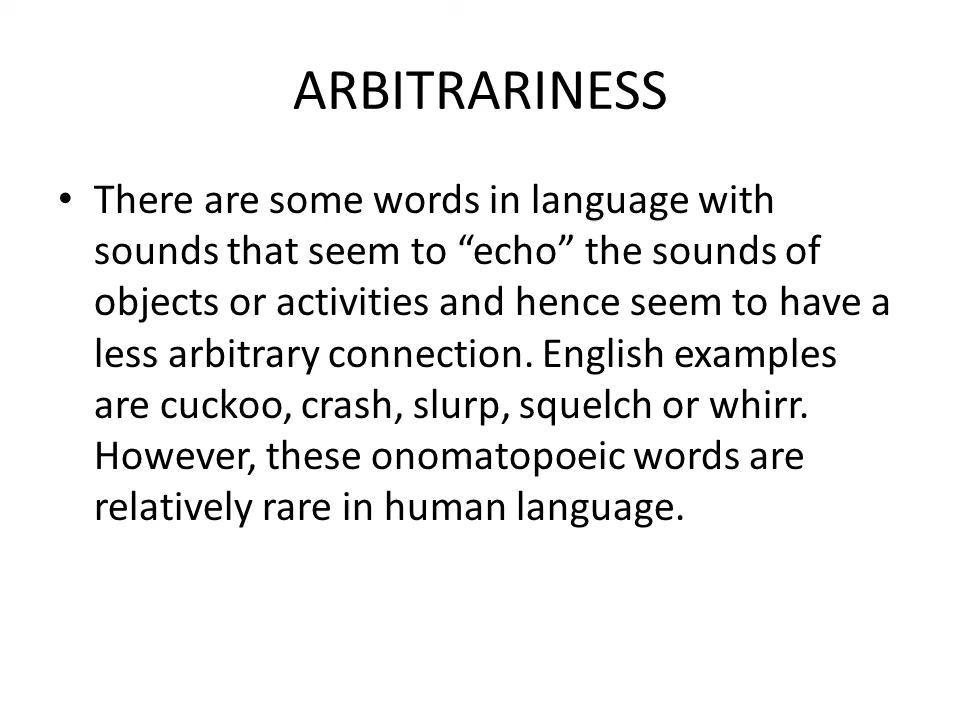 ARBITRARINESS
• There are some words in language with
sounds that seem to “echo” the sounds of
objects or activities and hence seem to have a
less arbitrary connection. English examples
are cuckoo, crash, slurp, squelch or whirr.
However, these onomatopoeic words are
relatively rare in human language.